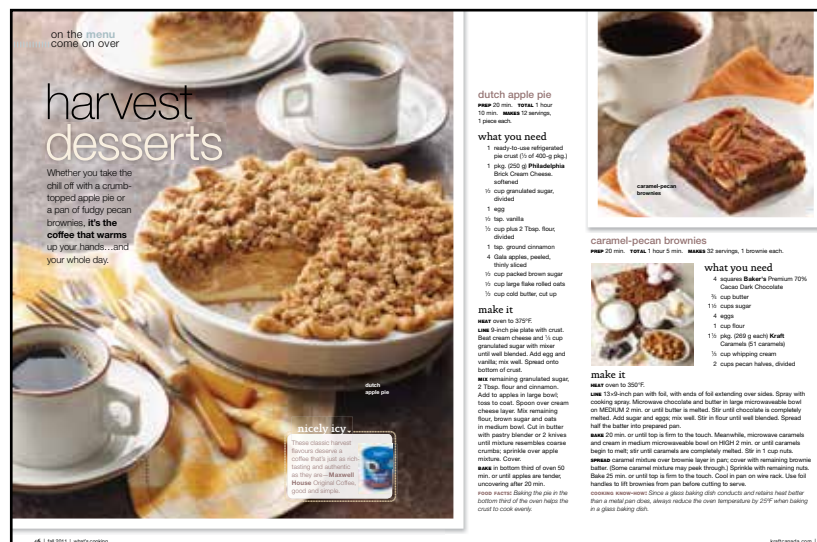 on the menu
come on over
harvest
desserts
Whether you take the
chill off with a crumb-
topped apple pie or
a pan of fudgy pecan
brownies, it's the
coffee that warms
up your hands...and
your whole day.
dutch
apple pie
nicely icy
These classic harvest
flavours deserve a
coffee that's just as rich-
tasting and authentic
as they are—Maxwell
House Original Coffee,
good and simple.
46 | fall 2011 | what's cooking
dutch apple pie
PREP 20 min. TOTAL 1 hour
10 min. MAKES 12 servings,
1 piece each.
what you need
1 ready-to-use refrigerated
pie crust (½ of 400-g pkg.)
1 pkg. (250 g) Philadelphia
Brick Cream Cheese,
softened
½ cup granulated sugar,
divided
1 egg
½ tsp. vanilla
½ cup plus 2 Tbsp. flour,
divided
1 tsp. ground cinnamon
4 Gala apples, peeled,
thinly sliced
½ cup packed brown sugar
½ cup large flake rolled oats
⅓ cup cold butter, cut up
make it
HEAT oven to 375°F.
LINE 9-inch pie plate with crust.
Beat cream cheese and ¼ cup
granulated sugar with mixer
until well blended. Add egg and
vanilla; mix well. Spread onto
bottom of crust.
MIX remaining granulated sugar,
2 Tbsp. flour and cinnamon.
Add to apples in large bowl;
toss to coat. Spoon over cream
cheese layer. Mix remaining
flour, brown sugar and oats
in medium bowl. Cut in butter
with pastry blender or 2 knives
until mixture resembles coarse
crumbs; sprinkle over apple
mixture. Cover.
BAKE in bottom third of oven 50
min. or until apples are tender,
uncovering after 20 min.
FOOD FACTS: Baking the pie in the
bottom third of the oven helps the
crust to cook evenly.
caramel-pecan
brownies
caramel-pecan brownies
PREP 20 min. TOTAL 1 hour 5 min. MAKES 32 servings, 1 brownie each.
what you need
4 squares Baker's Premium 70%
Cacao Dark Chocolate
¾ cup butter
1½ cups sugar
4 eggs
1 cup flour
1½ pkg. (269 g each) Kraft
Caramels (51 caramels)
⅓ cup whipping cream
2 cups pecan halves, divided
make it
HEAT oven to 350°F.
LINE 13×9-inch pan with foil, with ends of foil extending over sides. Spray with
cooking spray. Microwave chocolate and butter in large microwaveable bowl
on MEDIUM 2 min. or until butter is melted. Stir until chocolate is completely
melted. Add sugar and eggs; mix well. Stir in flour until well blended. Spread
half the batter into prepared pan.
BAKE 20 min. or until top is firm to the touch. Meanwhile, microwave caramels
and cream in medium microwaveable bowl on HIGH 2 min. or until caramels
begin to melt; stir until caramels are completely melted. Stir in 1 cup nuts.
SPREAD caramel mixture over brownie layer in pan; cover with remaining brownie
batter. (Some caramel mixture may peek through.) Sprinkle with remaining nuts.
Bake 25 min. or until top is firm to the touch. Cool in pan on wire rack. Use foil
handles to lift brownies from pan before cutting to serve.
COOKING KNOW-HOW: Since a glass baking dish conducts and retains heat better
than a metal pan does, always reduce the oven temperature by 25°F when baking
in a glass baking dish.
kraftcanada.com |